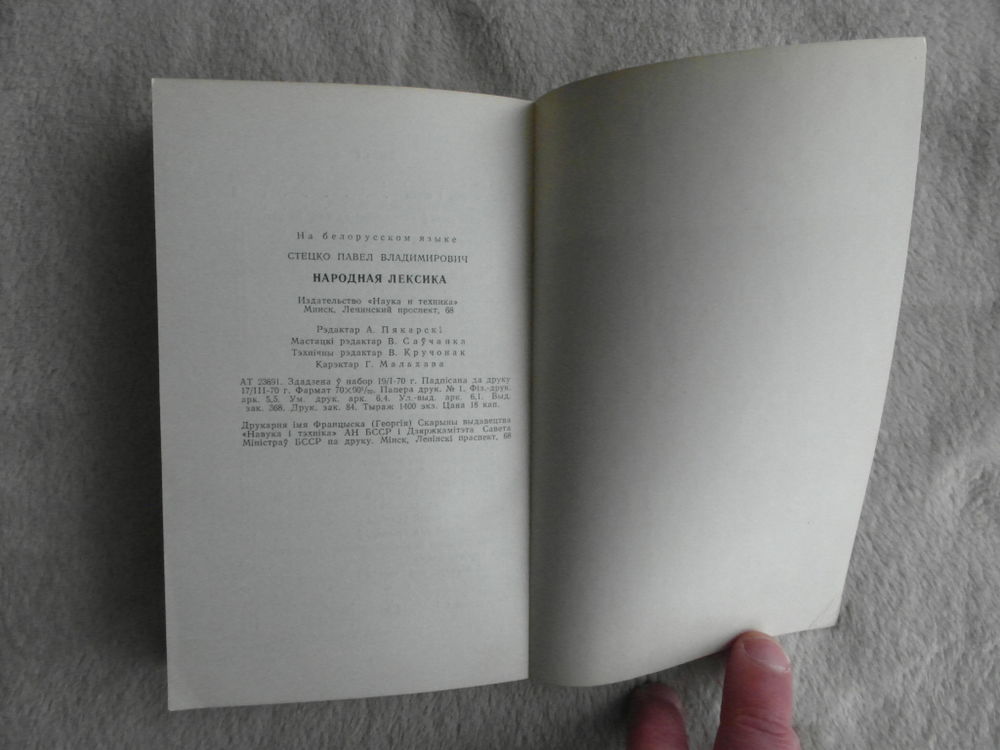 На белорусском языке
СТЕЦКО ПАВЕЛ ВЛАДИМИРОВИЧ
НАРОДНАЯ ЛЕКСИКА
Издательство «Наука и техника»
Минск, Ленинский проспект, 68
Рэдактар А. Пякарскі
Мастацкі рэдактар В. Саўчанка
Тэхнічны рэдактар В. Кручонак
Карэктар Г. Малахава
АТ 23691. Здадзена ў набор 19/I-70 г. Падпісана да друку
17/III-70 г. Фармат 70×90¹/₃₂. Папера друк. № 1. Фіз.-друк.
арк. 5,5. Ум. друк. арк. 6,4. Ул.-выд. арк. 6,1. Выд.
зак. 368. Друк. зак. 84. Тыраж 1400 экз. Цана 18 кап.
Друкарня імя Францыска (Георгія) Скарыны выдавецтва
«Навука і тэхніка» АН БССР і Дзяржкамітэта Савета
Міністраў БССР па друку. Мінск, Ленінскі праспект, 68